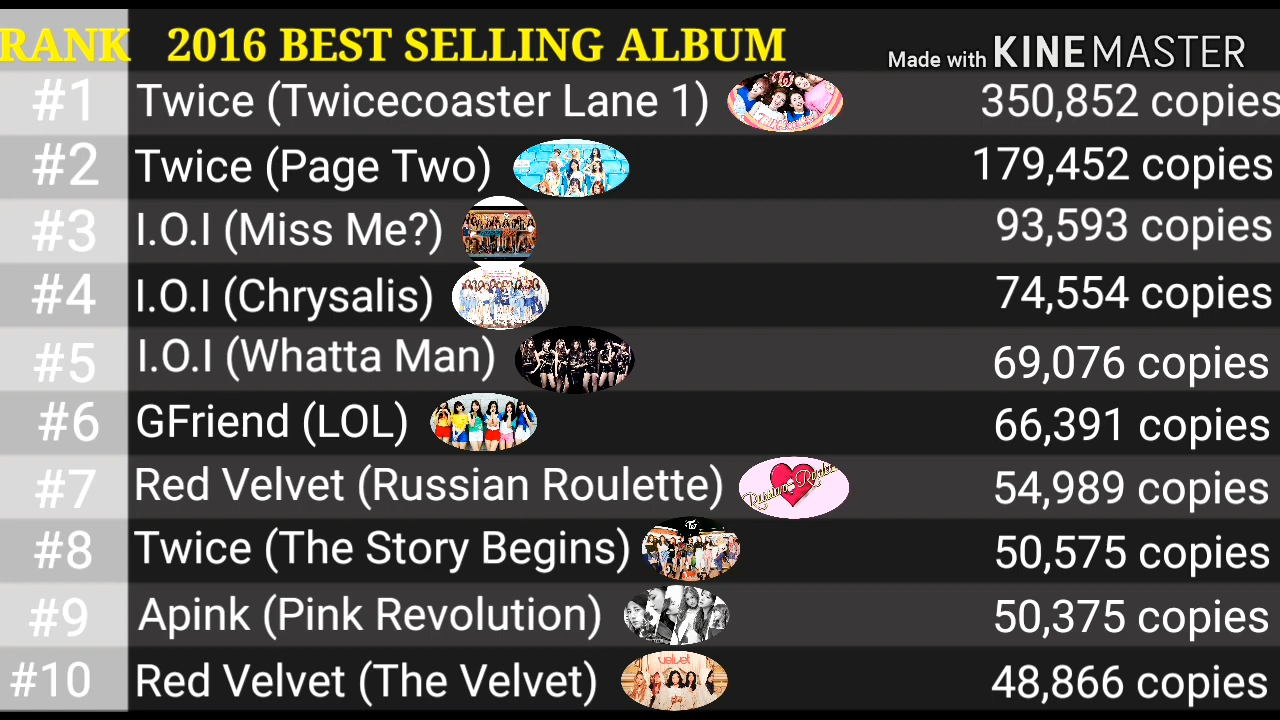 RANK 2016 BEST SELLING ALBUM Made with KINEMASTER
#1 Twice (Twicecoaster Lane 1) 350,852 copies
#2 Twice (Page Two) 179,452 copies
#3 I.O.I (Miss Me?) 93,593 copies
#4 I.O.I (Chrysalis) 74,554 copies
#5 I.O.I (Whatta Man) 69,076 copies
#6 GFriend (LOL) 66,391 copies
#7 Red Velvet (Russian Roulette) Russian Roulette 54,989 copies
#8 Twice (The Story Begins) 50,575 copies
#9 Apink (Pink Revolution) 50,375 copies
#10 Red Velvet (The Velvet) velvet 48,866 copies